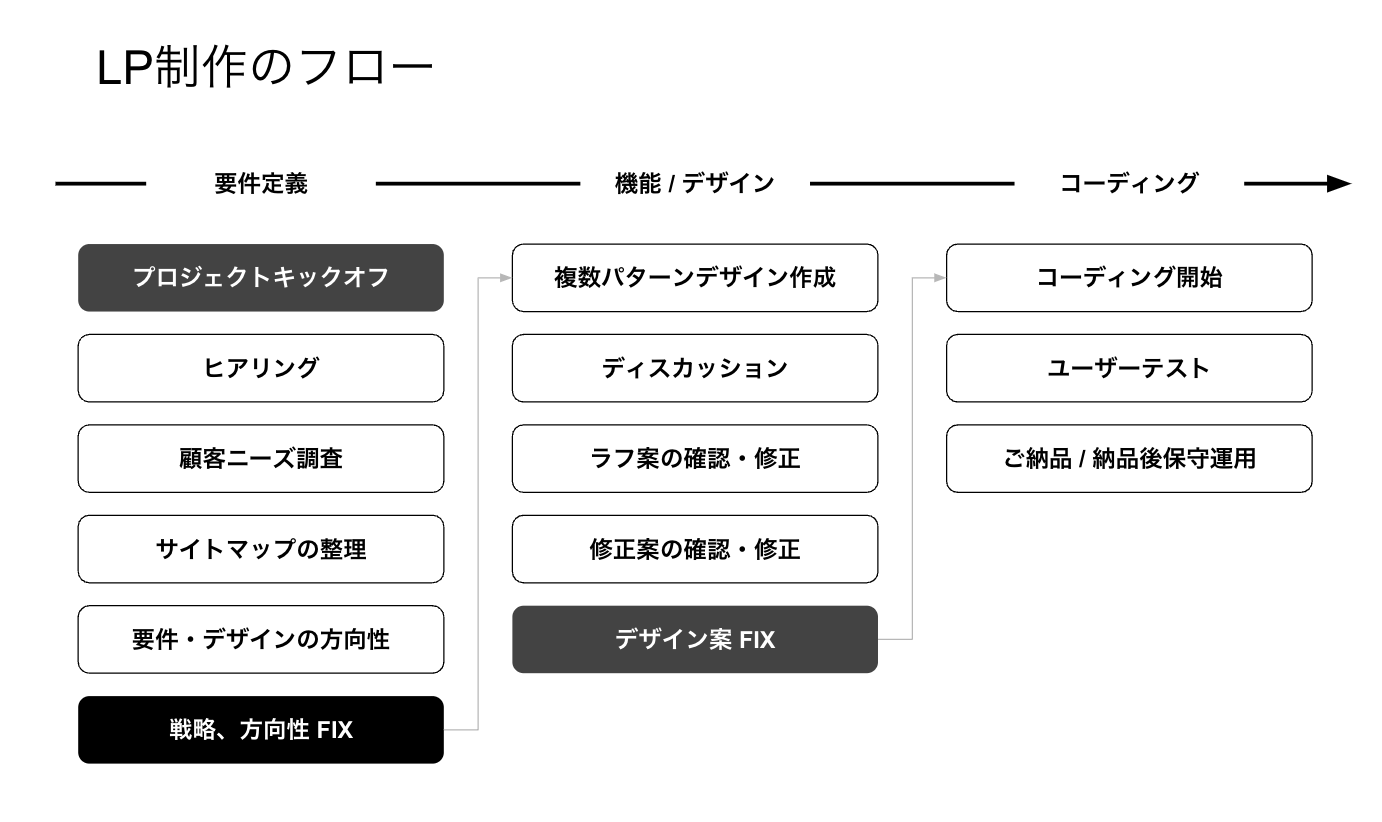 LP制作のフロー
要件定義
機能 / デザイン
コーディング
プロジェクトキックオフ
ヒアリング
顧客ニーズ調査
サイトマップの整理
要件・デザインの方向性
戦略、方向性 FIX
複数パターンデザイン作成
ディスカッション
ラフ案の確認・修正
修正案の確認・修正
デザイン案 FIX
コーディング開始
ユーザーテスト
ご納品 / 納品後保守運用